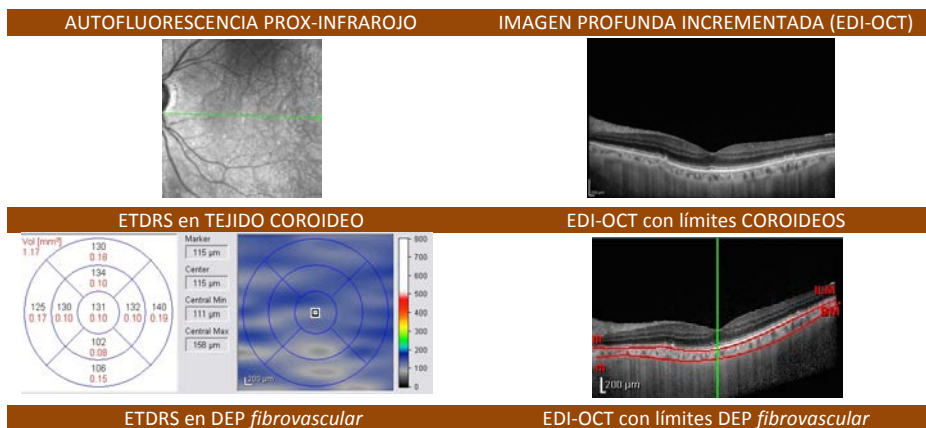 AUTOFLUORESCENCIA PROX-INFRAROJO
IMAGEN PROFUNDA INCREMENTADA (EDI-OCT)
ETDRS en TEJIDO COROIDEO
EDI-OCT con límites COROIDEOS
Vol [mm³]
1.17
130
0.18
134
0.10
125 130 131 132 140
0.17 0.10 0.10 0.10 0.19
102
0.08
106
0.15
Marker
115 µm
Center
115 µm
Central Min
111 µm
Central Max
158 µm
200 µm
800
700
600
500
400
300
200
100
0
ILM
BM
200 µm
ETDRS en DEP fibrovascular
EDI-OCT con límites DEP fibrovascular